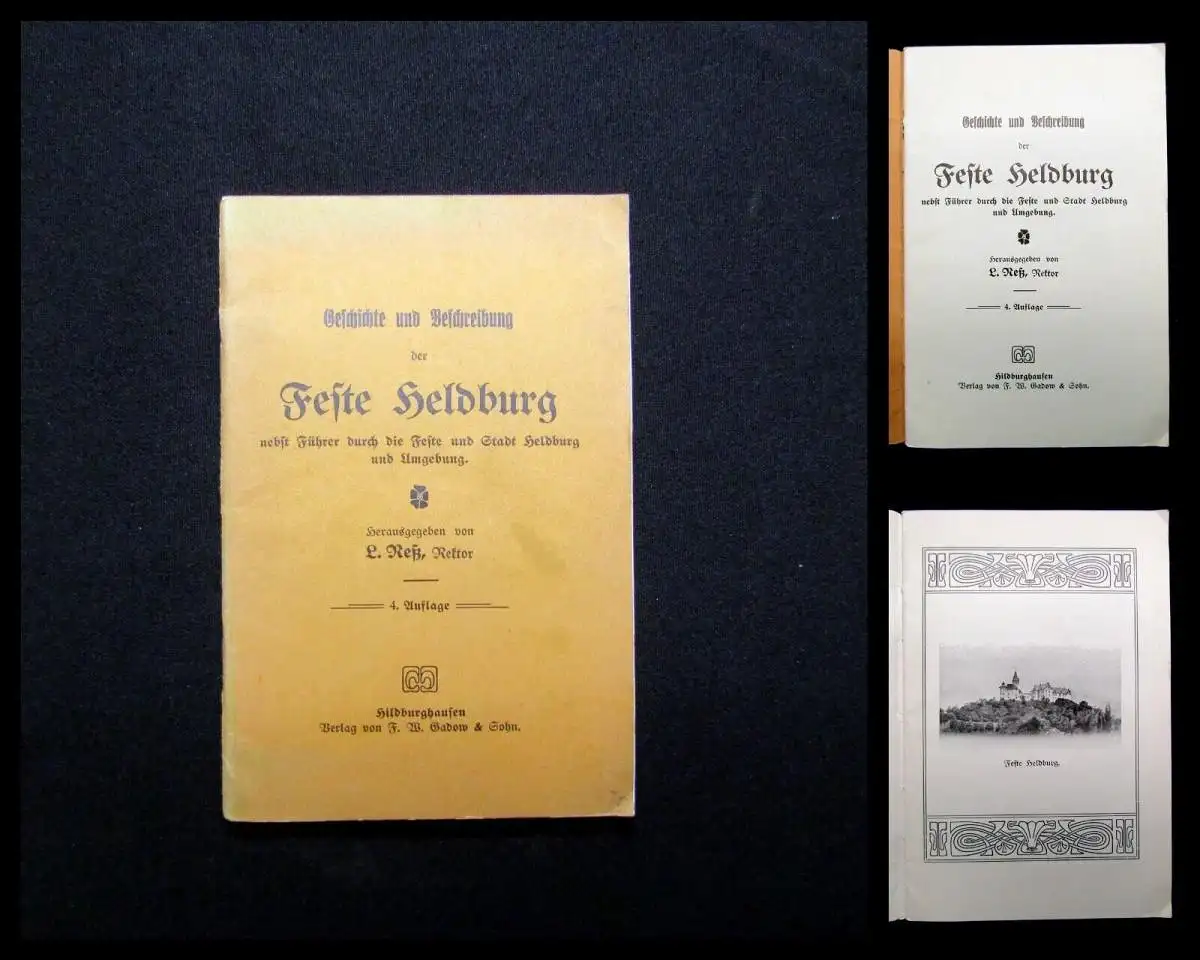 Geschichte und Beschreibung
der
Feste Heldburg
nebst Führer durch die Feste und Stadt Heldburg
und Umgebung.
Herausgegeben von
L. Reß, Rektor
4. Auflage
Hildburghausen
Verlag von F. W. Gadow & Sohn.
Geschichte und Beschreibung
der
Feste Heldburg
nebst Führer durch die Feste und Stadt Heldburg
und Umgebung.
Herausgegeben von
L. Reß, Rektor
4. Auflage
Hildburghausen
Verlag von F. W. Gadow & Sohn.
Feste Heldburg.